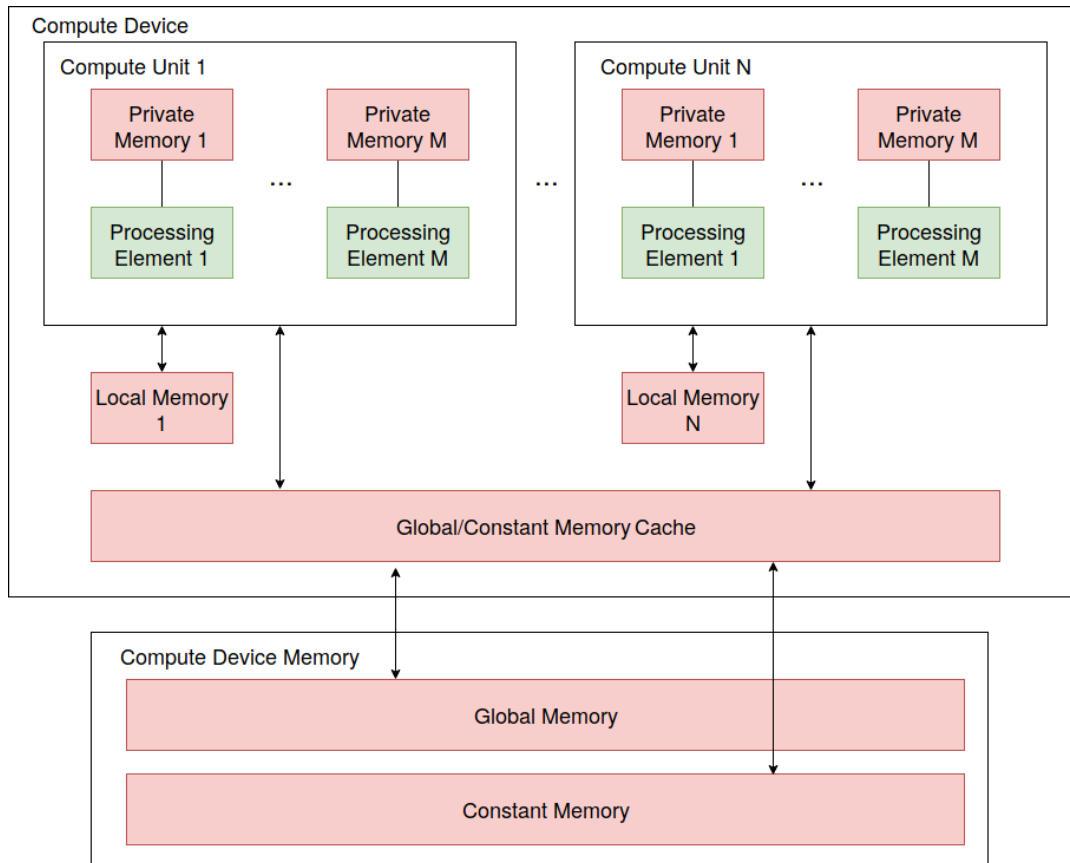 Compute Device
Compute Unit 1
Compute Unit N
Private
Memory 1
Private
Memory M
Private
Memory 1
Private
Memory M
...
...
...
Processing
Element 1
Processing
Element M
Processing
Element 1
Processing
Element M
Local Memory
1
Local Memory
N
Global/Constant Memory Cache
Compute Device Memory
Global Memory
Constant Memory